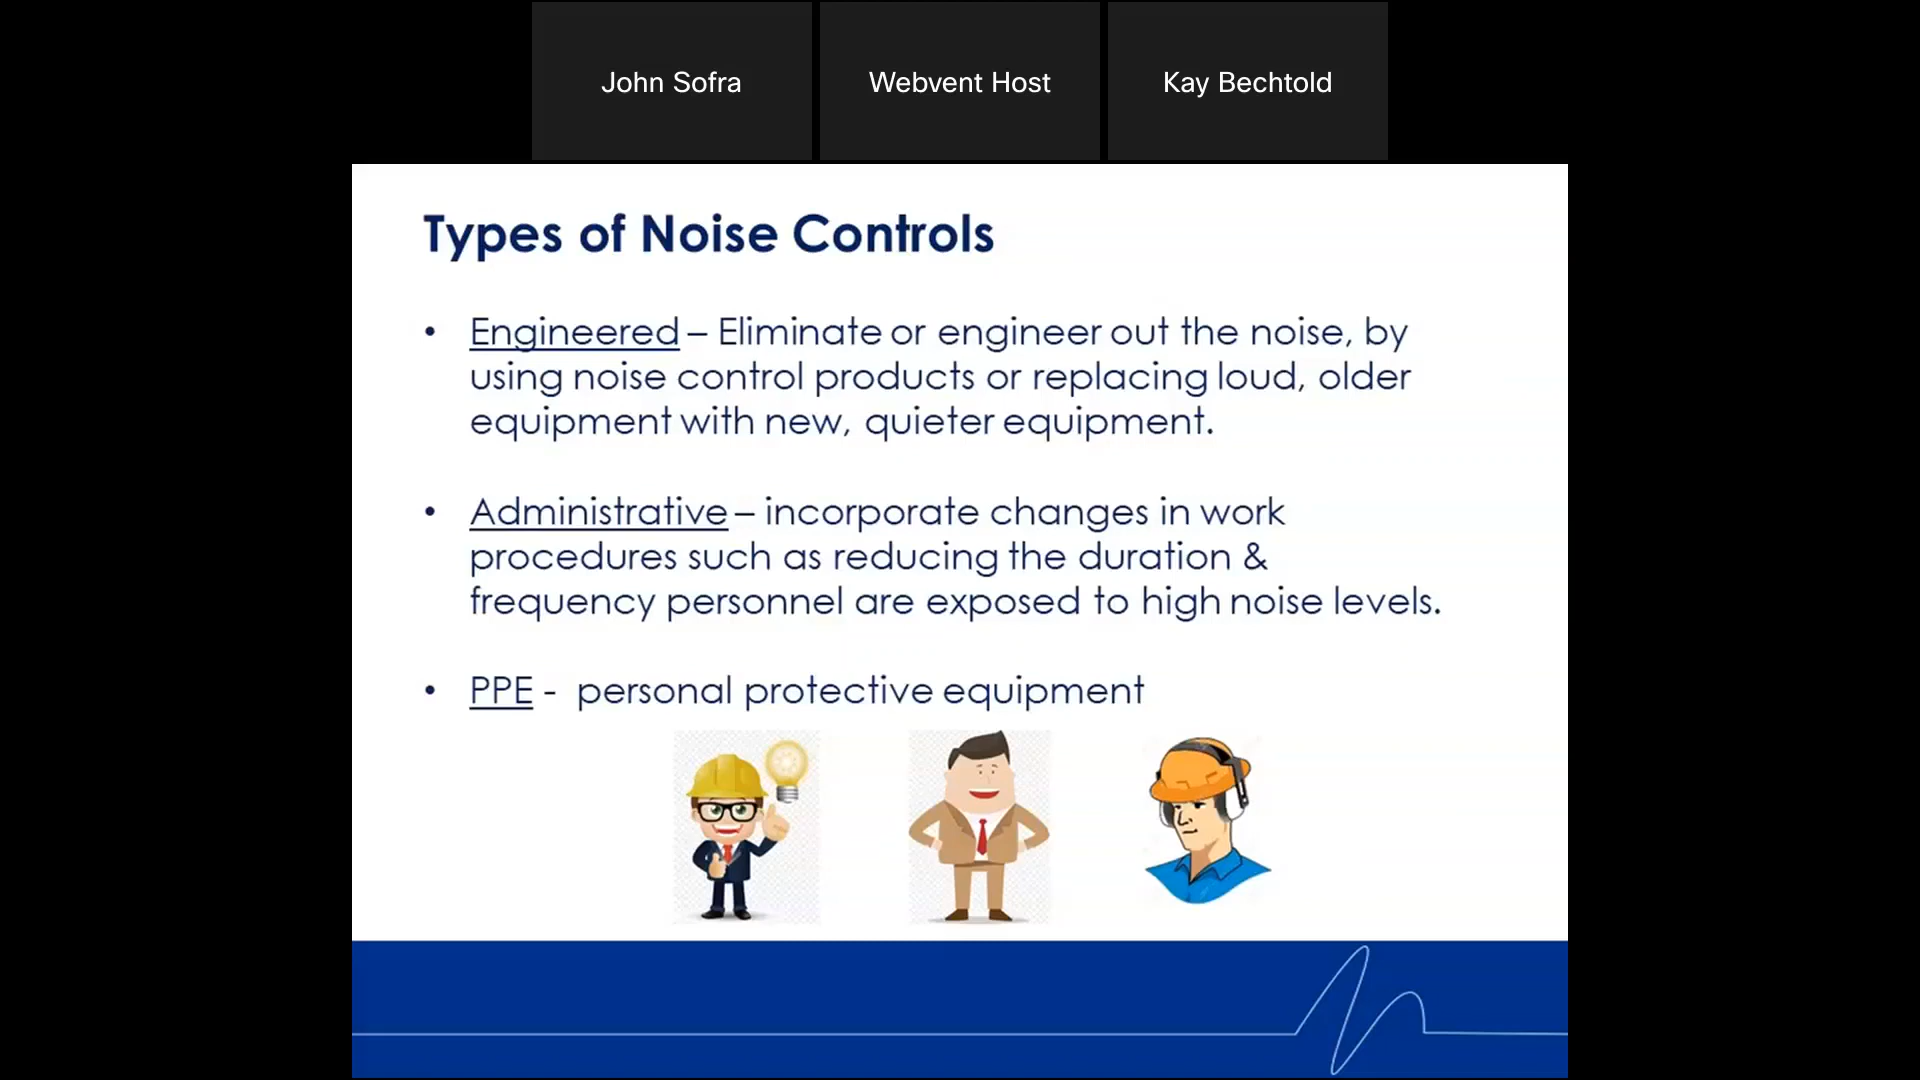 John Sofra
Webvent Host
Kay Bechtold
Types of Noise Controls
• Engineered – Eliminate or engineer out the noise, by
using noise control products or replacing loud, older
equipment with new, quieter equipment.
• Administrative – incorporate changes in work
procedures such as reducing the duration &
frequency personnel are exposed to high noise levels.
• PPE - personal protective equipment